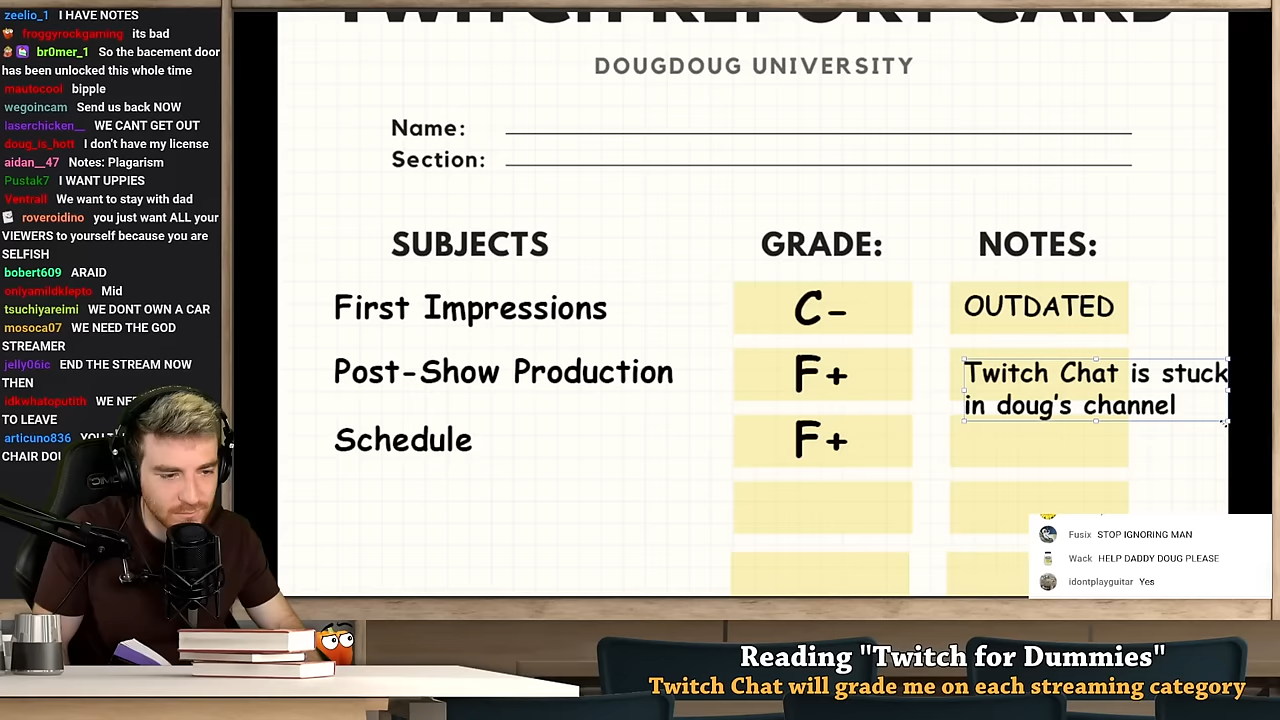 zeelio_1 I HAVE NOTES
froggyrockgaming its bad
br0mer_1 So the bacement door
has been unlocked this whole time
mautocool bipple
wegoincam Send us back NOW
laserchicken__ WE CANT GET OUT
doug_is_hott I don't have my license
aidan__47 Notes: Plagarism
Pustak7 I WANT UPPIES
Ventrall We want to stay with dad
roveroidino you just want ALL your
VIEWERS to yourself because you are
SELFISH
bobert609 ARAID
onlyamildklepto Mid
tsuchiyareimi WE DONT OWN A CAR
mosoca07 WE NEED THE GOD
STREAMER
jelly06ic END THE STREAM NOW
THEN
idkwhatoputith WE
TO LEAVE
articuno836
CHAIR
TWITCH REPORT CARD
DOUGDOUG UNIVERSITY
Name:
Section:
SUBJECTS GRADE: NOTES:
First Impressions C- OUTDATED
Post-Show Production F+ Twitch Chat is stuck
in doug's channel
Schedule F+
Fusix STOP IGNORING MAN
Wack HELP DADDY DOUG PLEASE
idontplayguitar Yes
Reading "Twitch for Dummies"
Twitch Chat will grade me on each streaming category